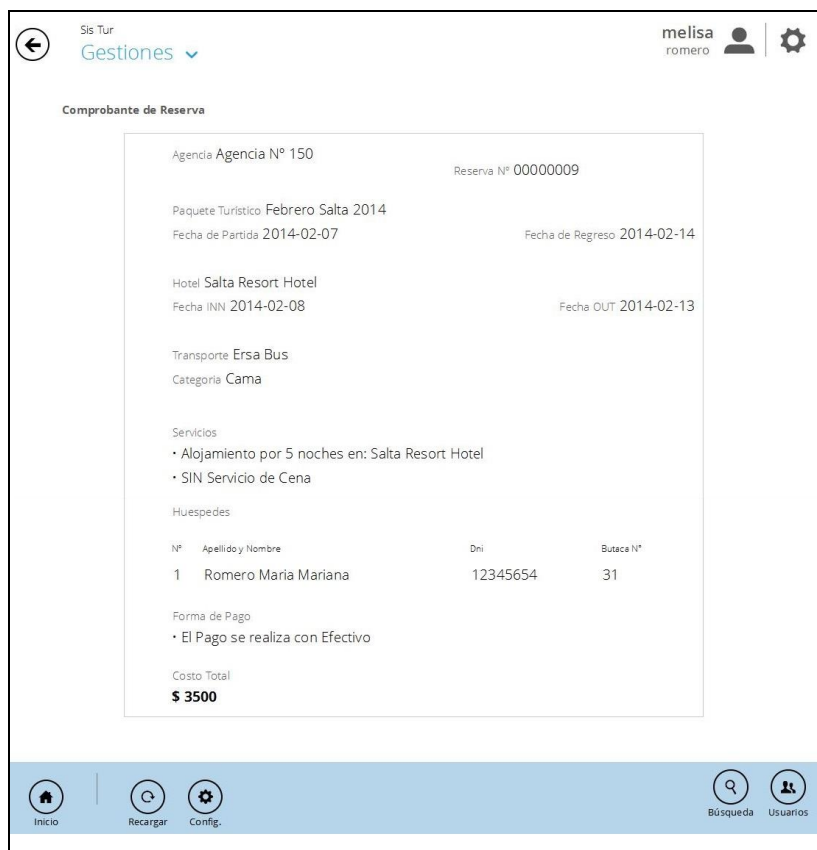 Sis Tur
Gestiones
melisa
romero
Comprobante de Reserva
Agencia Agencia Nº 150
Reserva Nº 00000009
Paquete Turístico Febrero Salta 2014
Fecha de Partida 2014-02-07 Fecha de Regreso 2014-02-14
Hotel Salta Resort Hotel
Fecha INN 2014-02-08 Fecha OUT 2014-02-13
Transporte Ersa Bus
Categoria Cama
Servicios
• Alojamiento por 5 noches en: Salta Resort Hotel
• SIN Servicio de Cena
Huespedes
Nº Apellido y Nombre Dni Butaca N°
1 Romero Maria Mariana 12345654 31
Forma de Pago
• El Pago se realiza con Efectivo
Costo Total
$ 3500
Inicio Recargar Config. Búsqueda Usuarios